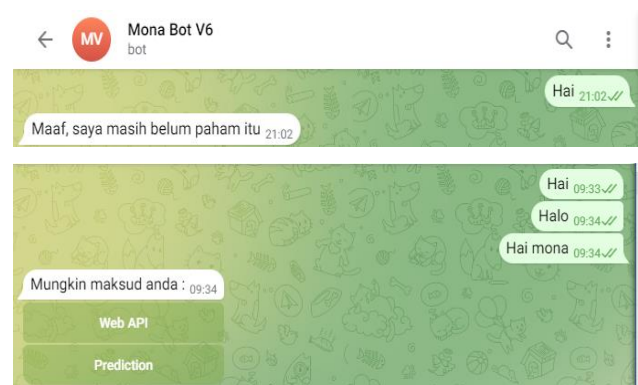 MV
Mona Bot V6
bot
Hai 21:02
Maaf, saya masih belum paham itu 21:02
Hai 09:33
Halo 09:34
Hai mona 09:34
Mungkin maksud anda : 09:34
Web API
Prediction